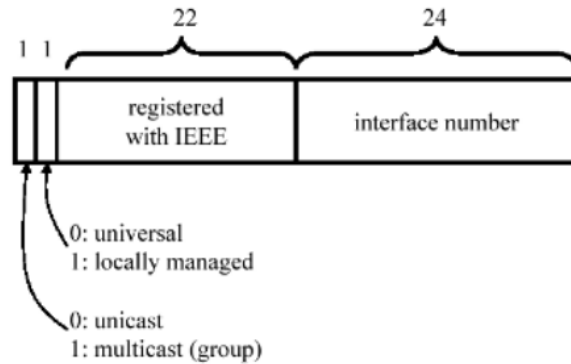 22 24
1 1
registered
with IEEE
interface number
0: universal
1: locally managed
0: unicast
1: multicast (group)